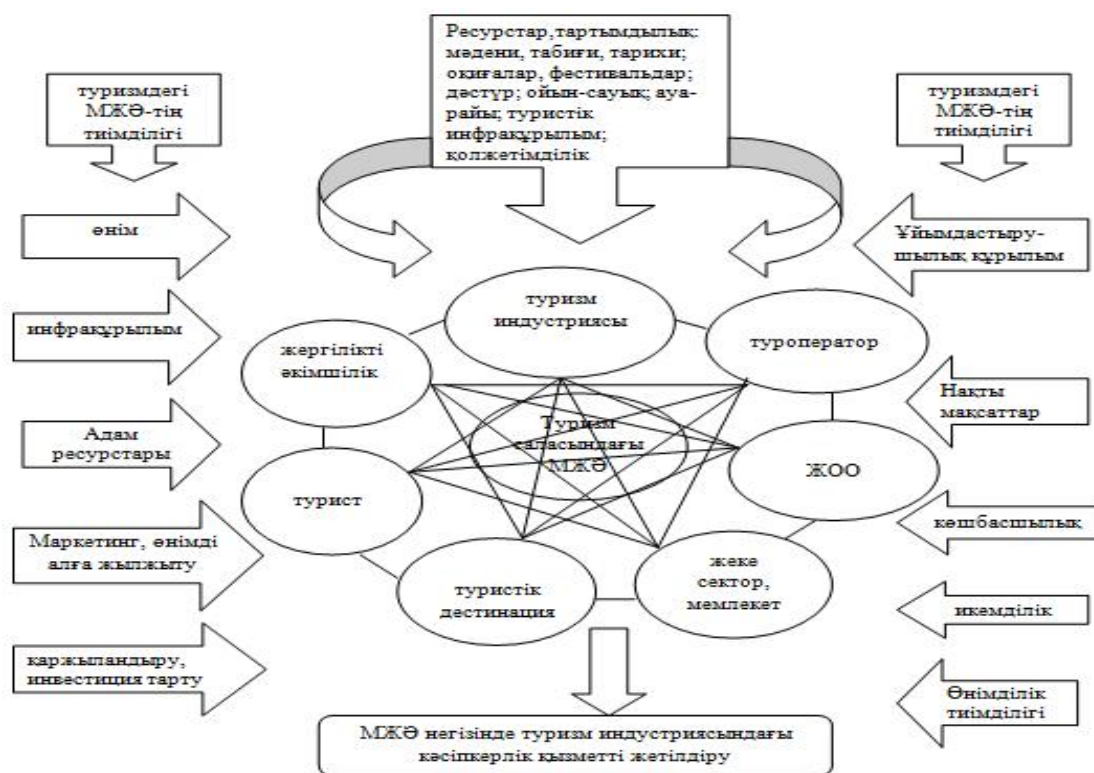 Ресурстар,тартымдылық:
мәдени, табиғи, тарихи;
оқиғалар, фестивальдар;
дәстүр; ойын-сауық; ауа-
райы; туристік
инфрақұрылым;
қолжетімділік
туризмдегі
МЖӘ-тің
тиімділігі
туризмдегі
МЖӘ-тің
тиімділігі
өнім
инфрақұрылым
Адам
ресурстары
Маркетинг, өнімді
алға жылжыту
қаржыландыру,
инвестиция тарту
туризм
индустриясы
жергілікті
әкімшілік
туроператор
Туризм
саласындағы
МЖӘ
турист
ЖОО
туристік
дестинация
жеке
сектор,
мемлекет
Ұйымдастыру-
шылық құрылым
Нақты
мақсаттар
көшбасшылық
икемділік
Өнімділік
тиімділігі
МЖӘ негізінде туризм индустриясындағы
кәсіпкерлік қызметті жетілдіру